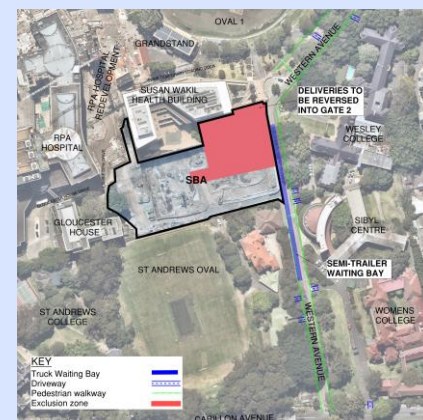 OVAL 1
GRANDSTAND
WESTERN AVENUE
RPA HOSPITAL
REDEVELOPMENT
SUSAN WAKIL
HEALTH BUILDING
DELIVERIES TO
BE REVERSED
INTO GATE 2
WESLEY
COLLEGE
RPA
HOSPITAL
SBA
GLOUCESTER
HOUSE
SIBYL
CENTRE
ST ANDREWS OVAL
SEMI-TRAILER
WAITING BAY
ST ANDREWS
COLLEGE
WESTERN AVENUE
WOMENS
COLLEGE
KEY
Truck Waiting Bay
Driveway
Pedestrian walkway
Exclusion zone
CARILLON AVENUE